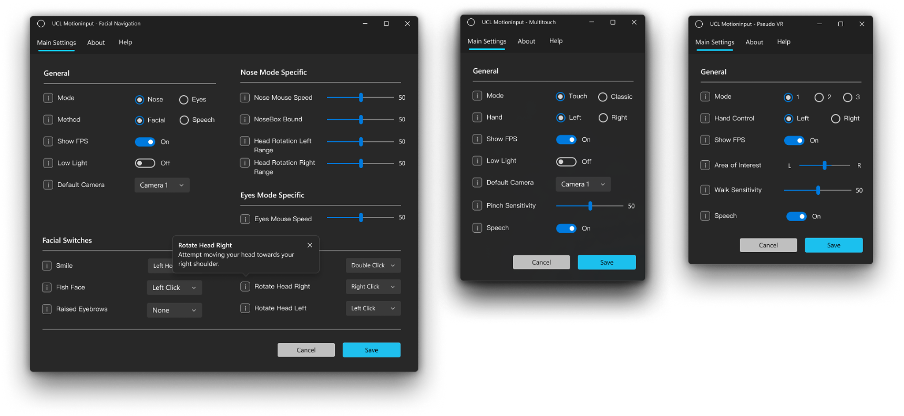 UCL MotionInput - Facial Navigation
Main Settings About Help
General
Mode Nose Eyes
Method Facial Speech
Show FPS On
Low Light Off
Default Camera Camera 1
Nose Mode Specific
Nose Mouse Speed 50
NoseBox Bound 50
Head Rotation Left
Range 50
Head Rotation Right
Range 50
Eyes Mode Specific
Eyes Mouse Speed 50
Facial Switches
Rotate Head Right
Attempt moving your head towards your
right shoulder.
Smile Double Click
Fish Face Left Click Rotate Head Right Right Click
Raised Eyebrows None Rotate Head Left Left Click
Cancel Save
UCL MotionInput - Multitouch
Main Settings About Help
General
Mode Touch Classic
Hand Left Right
Show FPS On
Low Light Off
Default Camera Camera 1
Pinch Sensitivity 50
Speech On
Cancel Save
UCL MotionInput - Pseudo VR
Main Settings About Help
General
Mode 1 2 3
Hand Control Left Right
Show FPS On
Area of Interest L R
Walk Sensitivity 50
Speech On
Cancel Save